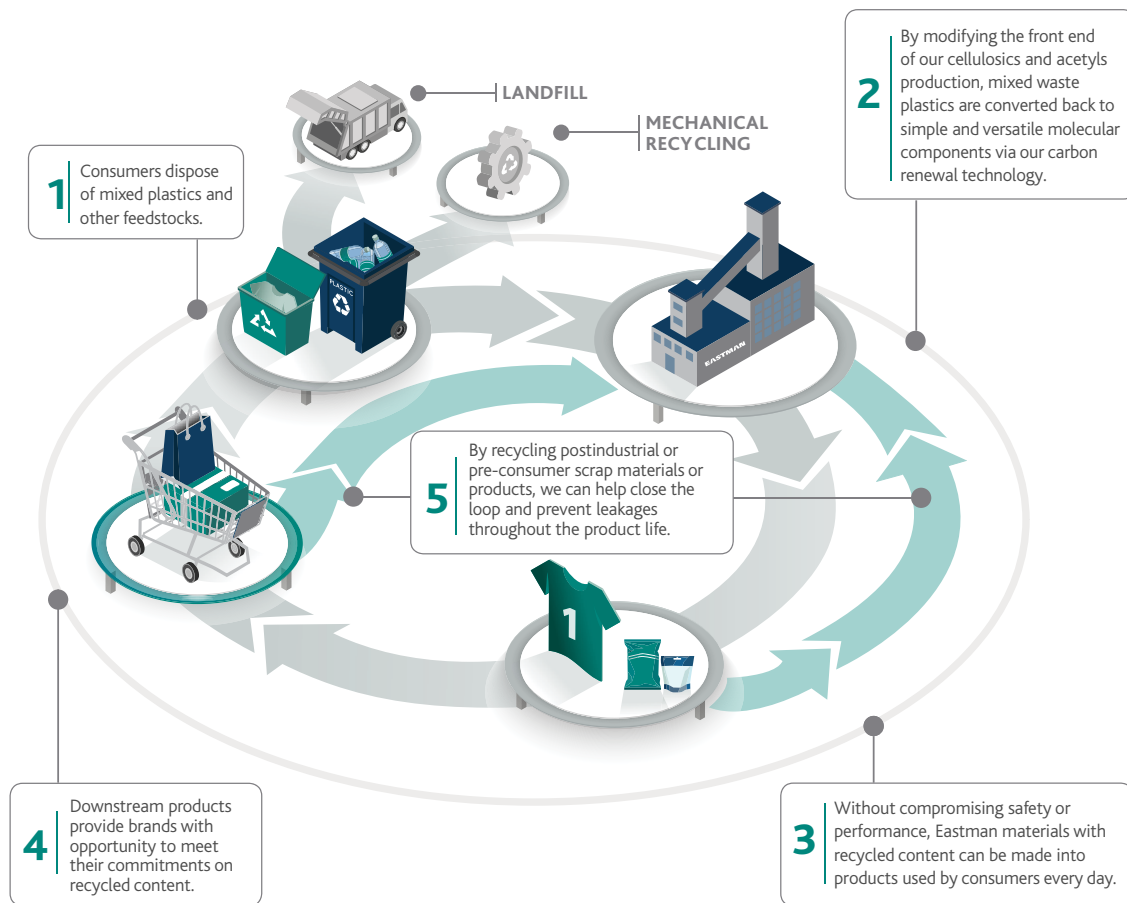 LANDFILL
MECHANICAL
RECYCLING
1
Consumers dispose
of mixed plastics and
other feedstocks.
2
By modifying the front end
of our cellulosics and acetyls
production, mixed waste
plastics are converted back to
simple and versatile molecular
components via our carbon
renewal technology.
PLASTIC
EASTMAN
5
By recycling postindustrial or
pre-consumer scrap materials or
products, we can help close the
loop and prevent leakages
throughout the product life.
1
4
Downstream products
provide brands with
opportunity to meet
their commitments on
recycled content.
3
Without compromising safety or
performance, Eastman materials with
recycled content can be made into
products used by consumers every day.